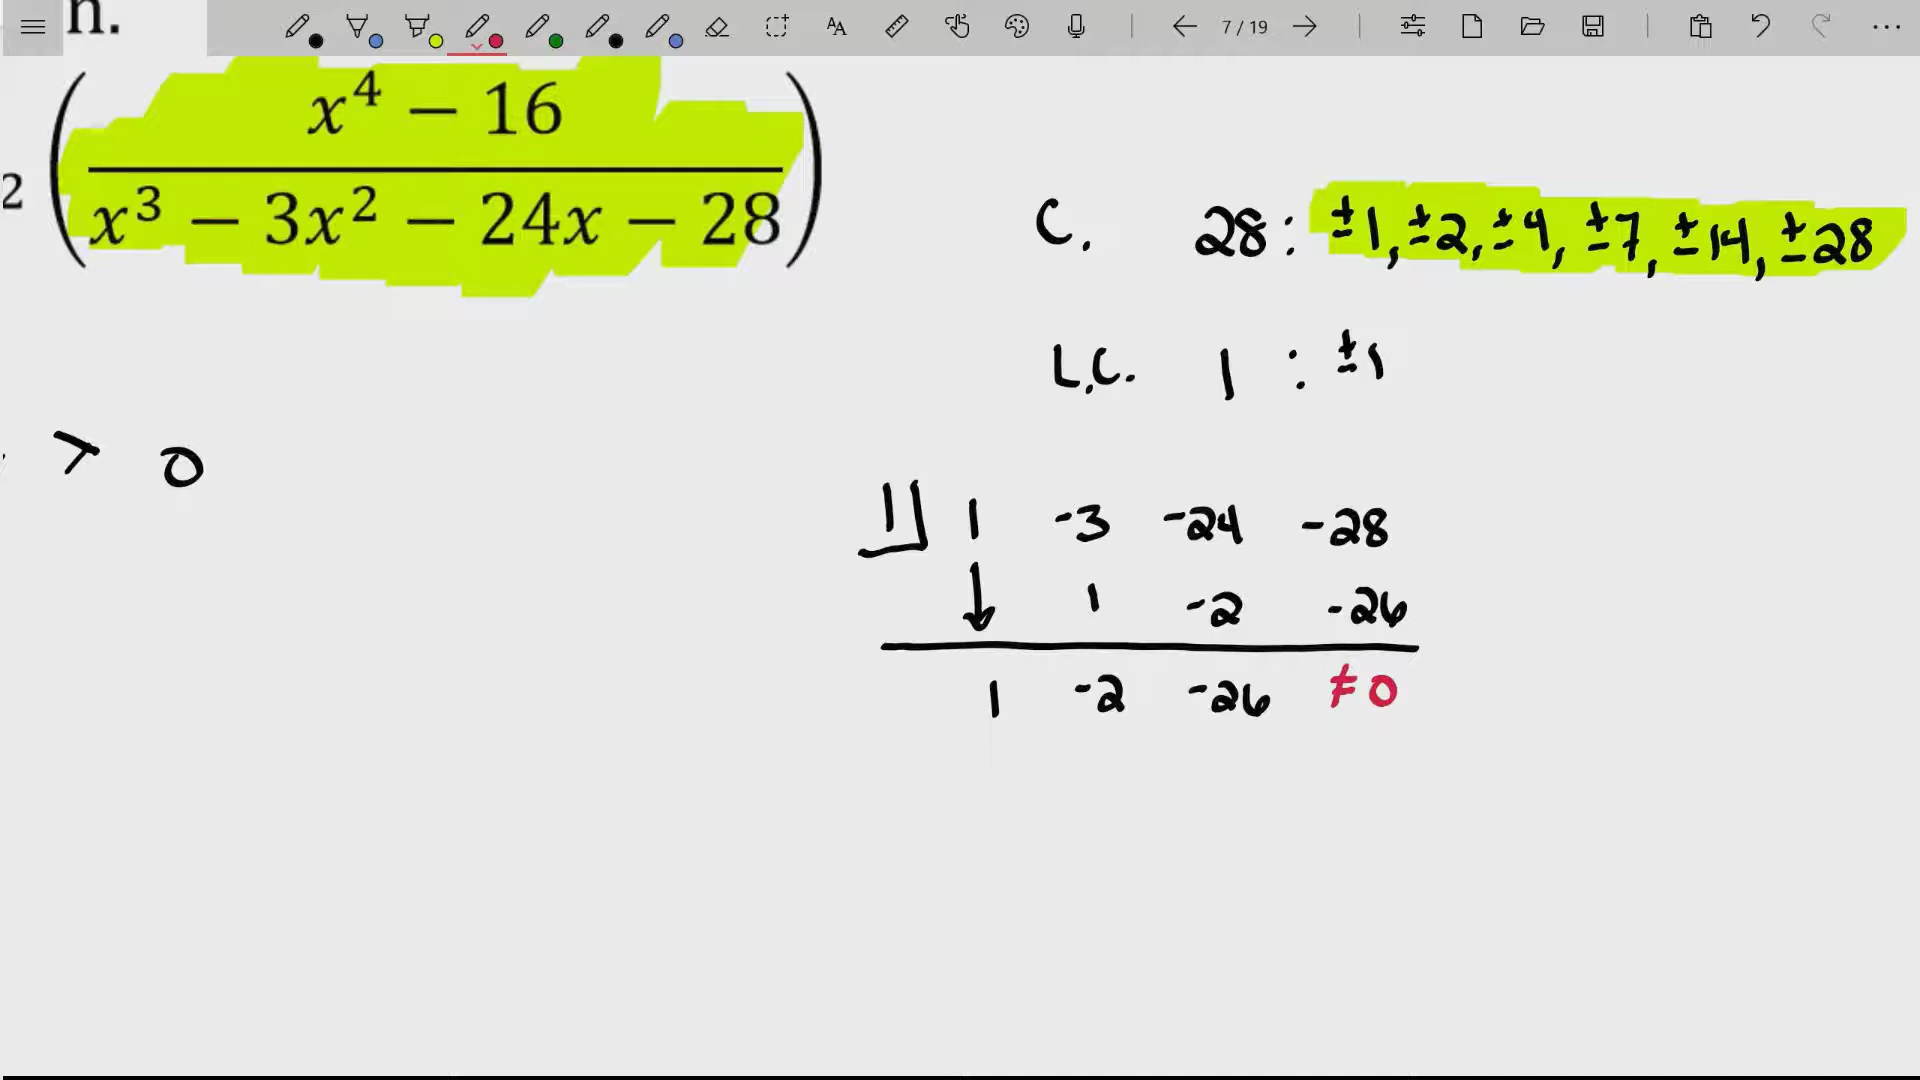 n.
7 / 19
2 ( x⁴ − 16
x³ − 3x² − 24x − 28 )
C. 28: ±1, ±2, ±4, ±7, ±14, ±28
L.C. 1 : ±1
> 0
1 1 -3 -24 -28
↓ 1 -2 -26
1 -2 -26 ≠ 0